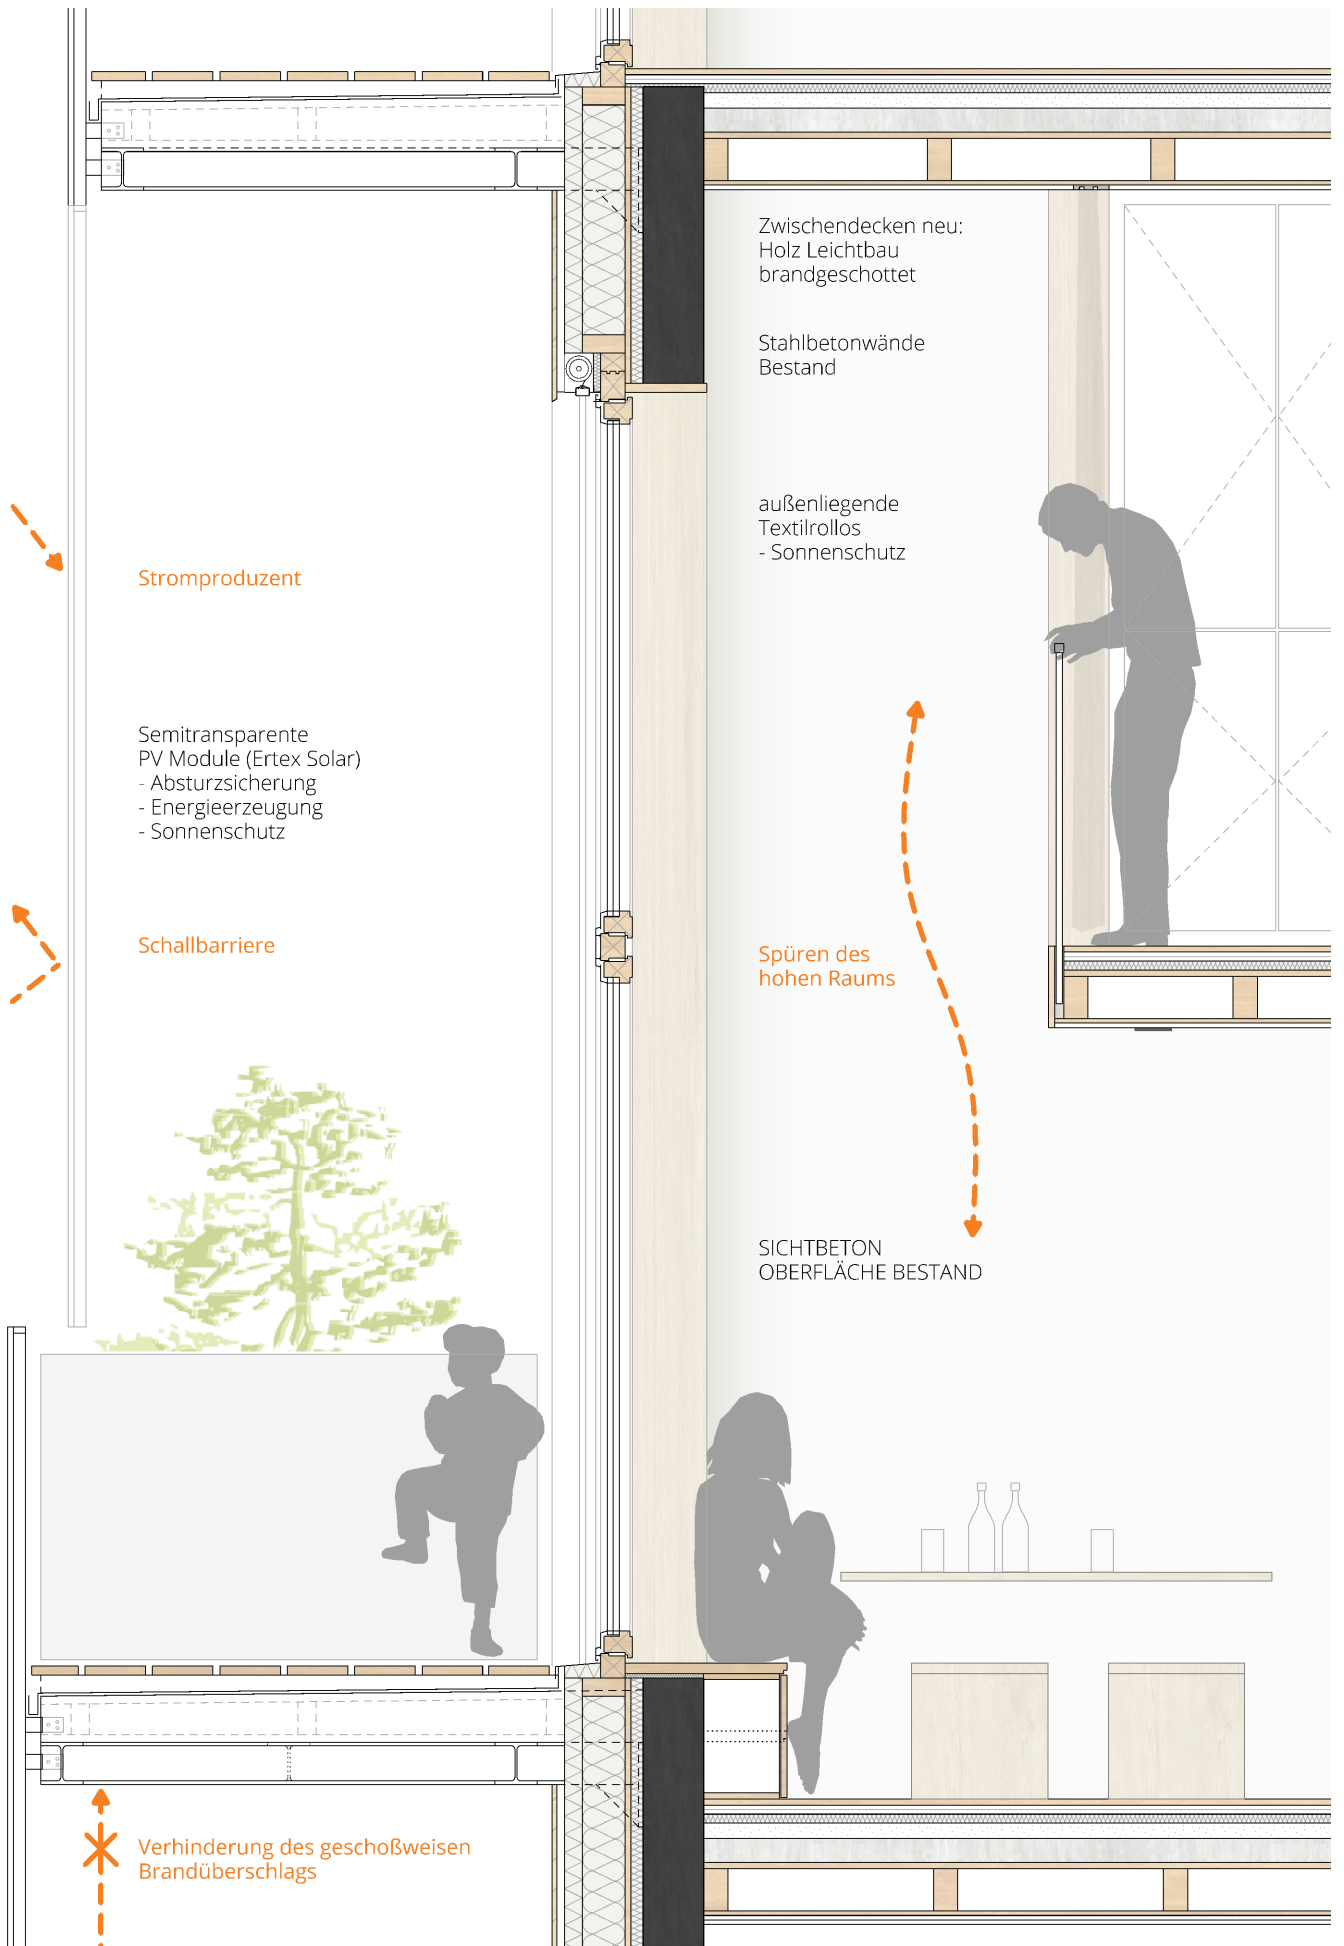 Zwischendecken neu:
Holz Leichtbau
brandgeschottet
Stahlbetonwände
Bestand
außenliegende
Textilrollos
- Sonnenschutz
Stromproduzent
Semitransparente
PV Module (Ertex Solar)
- Absturzsicherung
- Energieerzeugung
- Sonnenschutz
Schallbarriere
Spüren des
hohen Raums
SICHTBETON
OBERFLÄCHE BESTAND
Verhinderung des geschoßweisen
Brandüberschlags